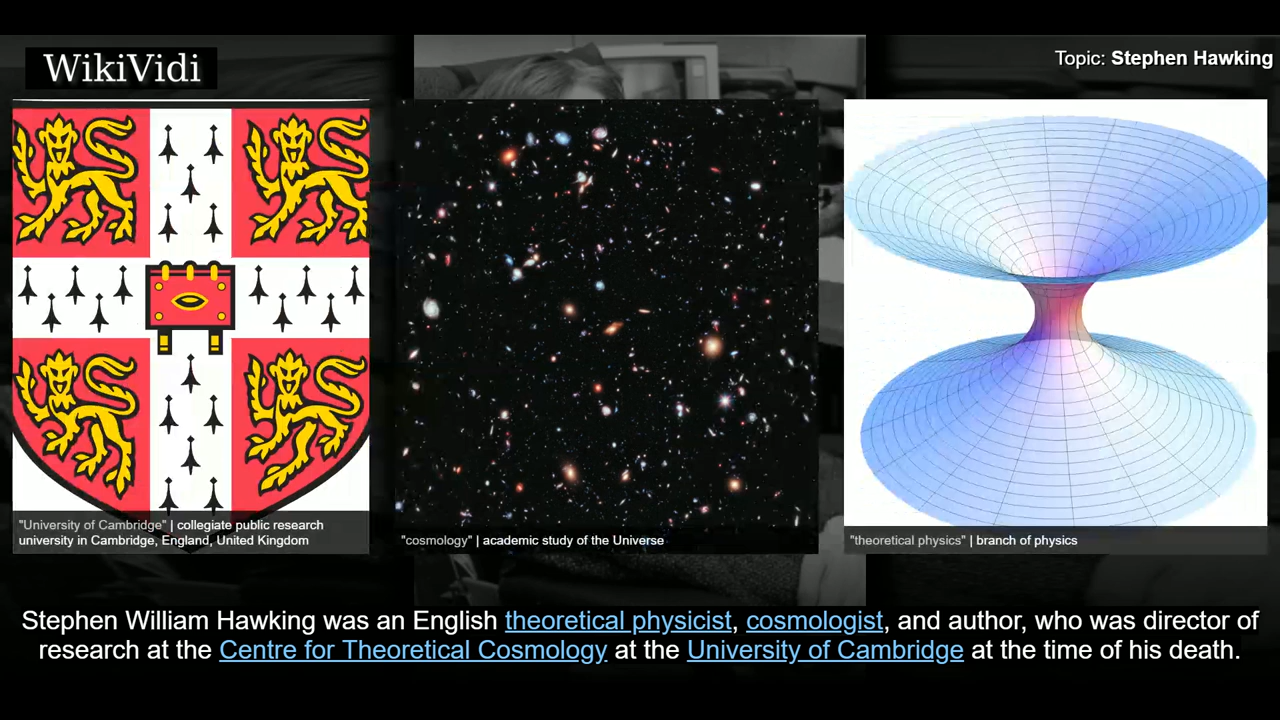 WikiVidi
Topic: Stephen Hawking
"University of Cambridge" | collegiate public research
university in Cambridge, England, United Kingdom
"cosmology" | academic study of the Universe
"theoretical physics" | branch of physics
Stephen William Hawking was an English theoretical physicist, cosmologist, and author, who was director of
research at the Centre for Theoretical Cosmology at the University of Cambridge at the time of his death.